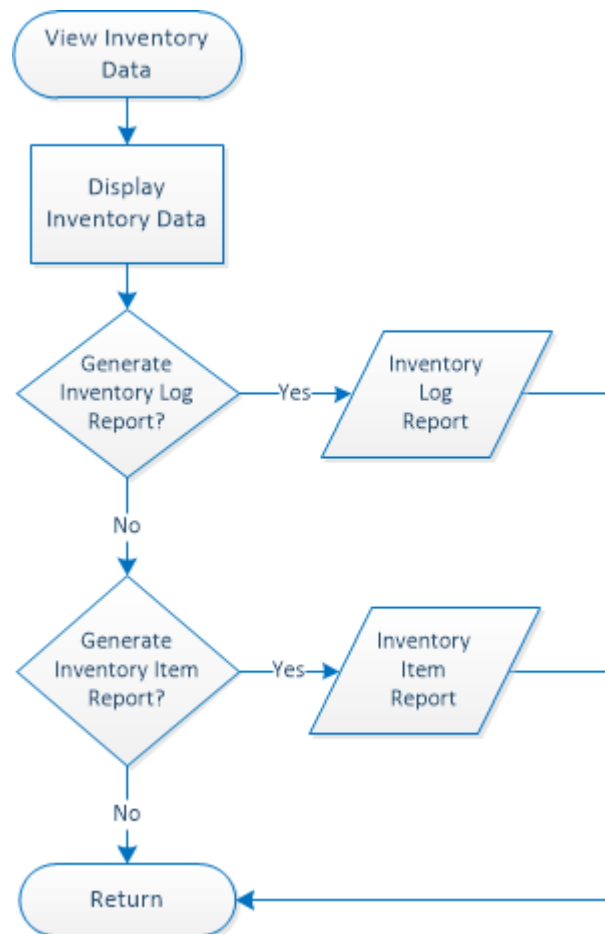 View Inventory
Data
Display
Inventory Data
Generate
Inventory Log
Report?
Yes
Inventory
Log
Report
No
Generate
Inventory Item
Report?
Yes
Inventory
Item
Report
No
Return